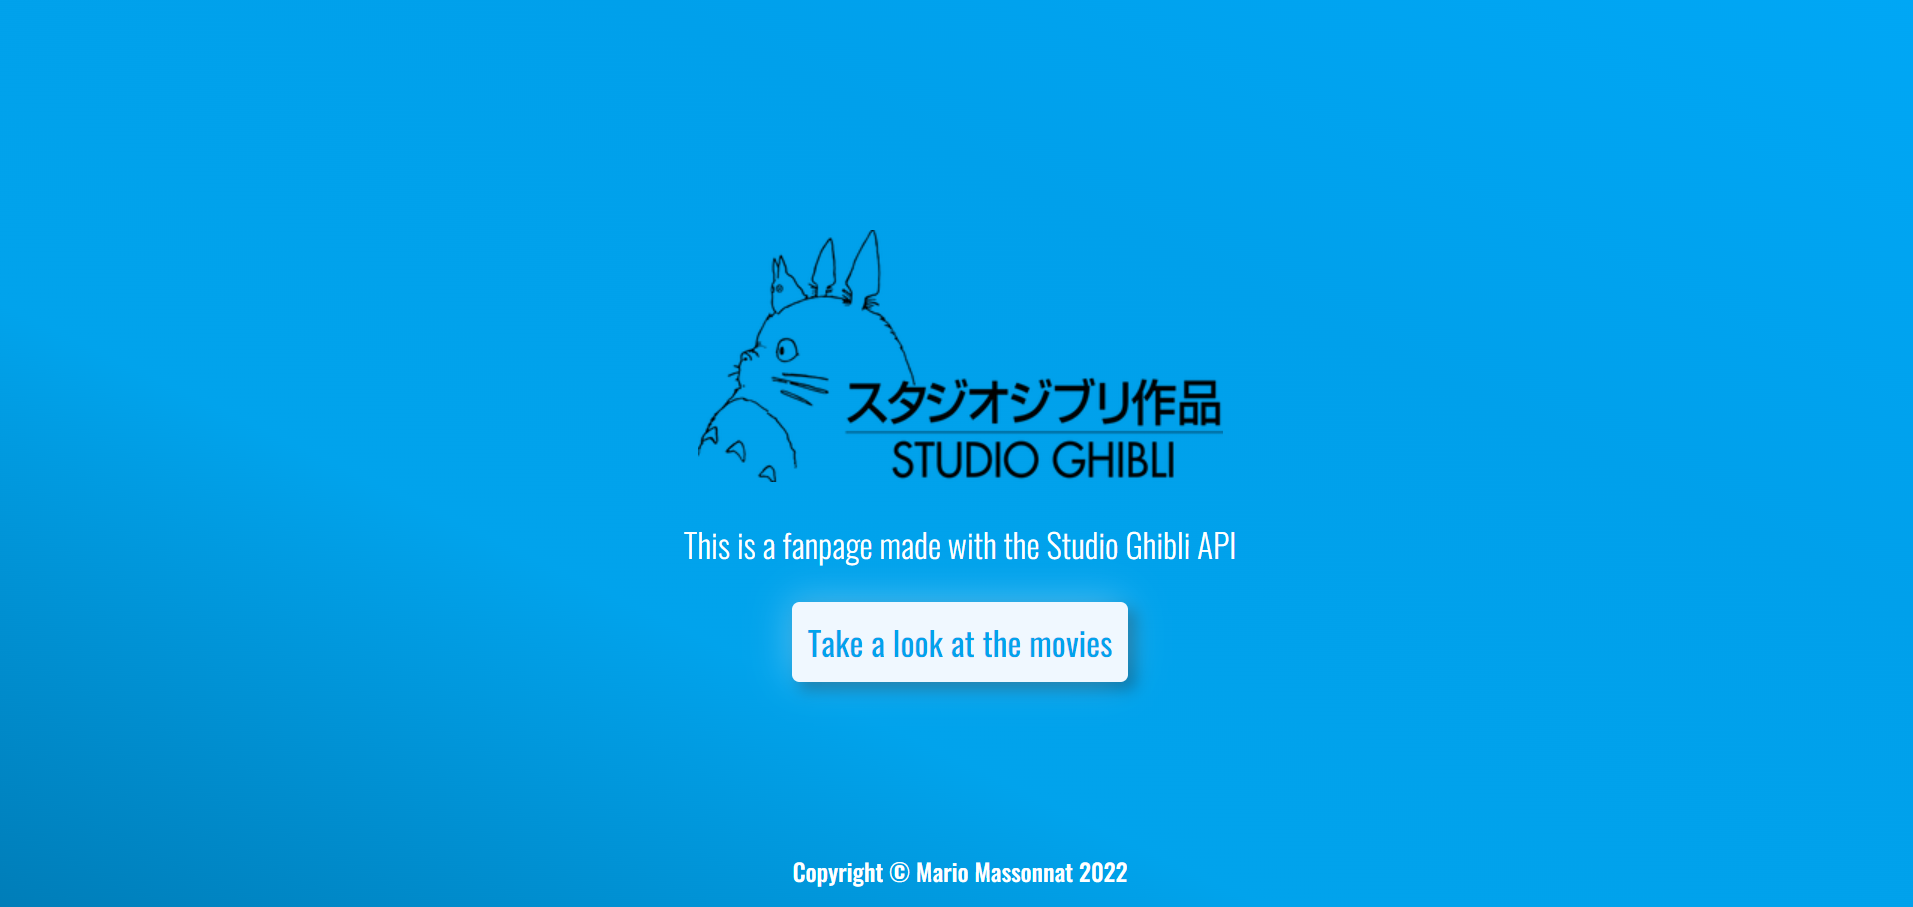 スタジオジブリ作品
STUDIO GHIBLI
This is a fanpage made with the Studio Ghibli API
Take a look at the movies
Copyright © Mario Massonnat 2022